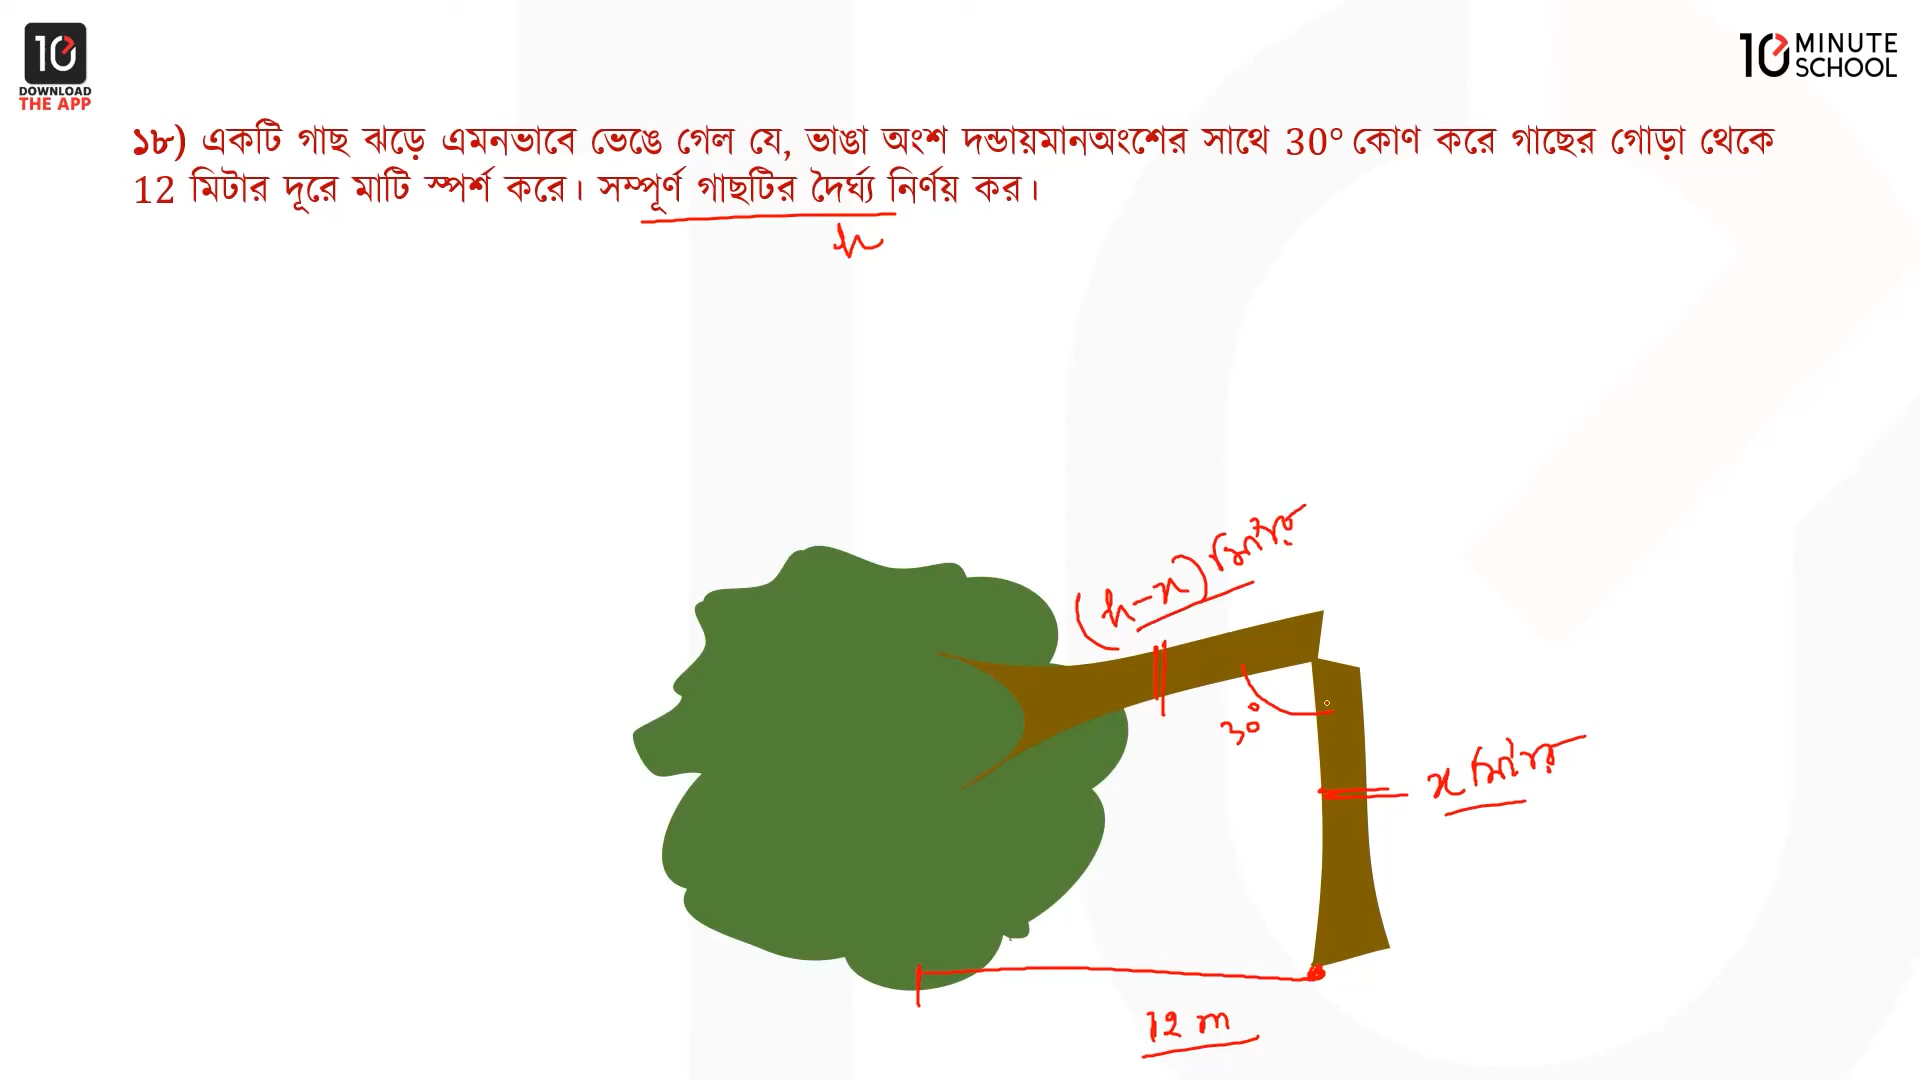 10
DOWNLOAD
THE APP
10 MINUTE
SCHOOL
১৮) একটি গাছ ঝড়ে এমনভাবে ভেঙে গেল যে, ভাঙা অংশ দন্ডায়মানঅংশের সাথে 30° কোণ করে গাছের গোড়া থেকে
12 মিটার দূরে মাটি স্পর্শ করে। সম্পূর্ণ গাছটির দৈর্ঘ্য নির্ণয় কর।
h
(h-x) মিটার
30°
x মিটার
12 m